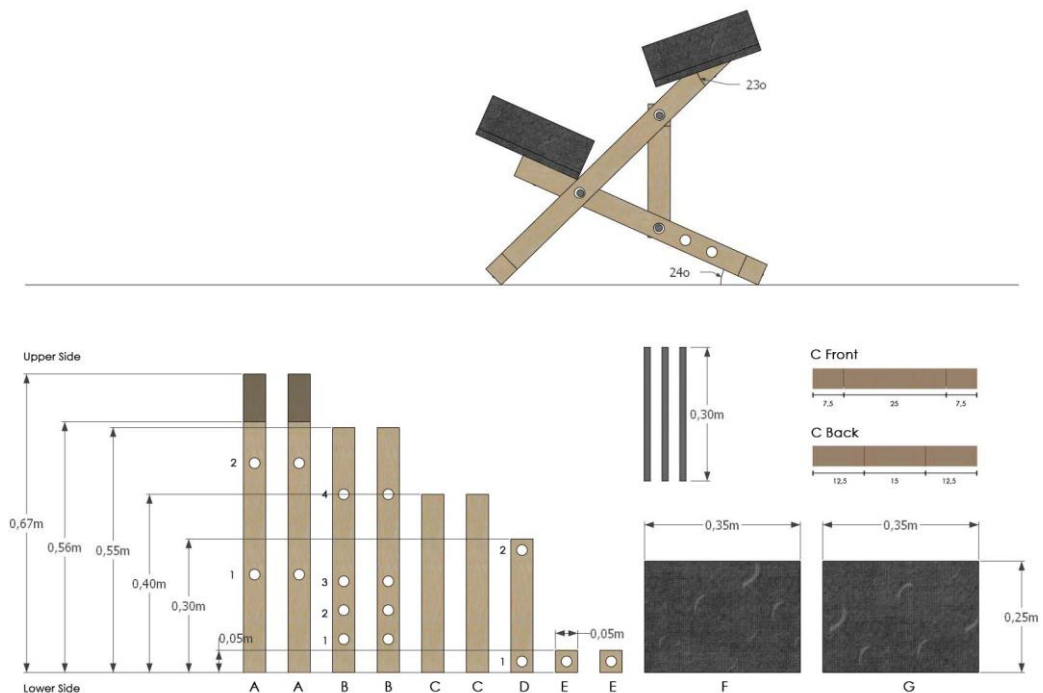 23o
24o
Upper Side
C Front
7,5 25 7,5
C Back
12,5 15 12,5
0,30m
2 2
4
0,67m
0,56m
0,55m
0,40m
0,30m
1 3
2
1 1
0,05m
0,05m
0,35m 0,35m
0,25m
Lower Side A A B B C C D E E F G